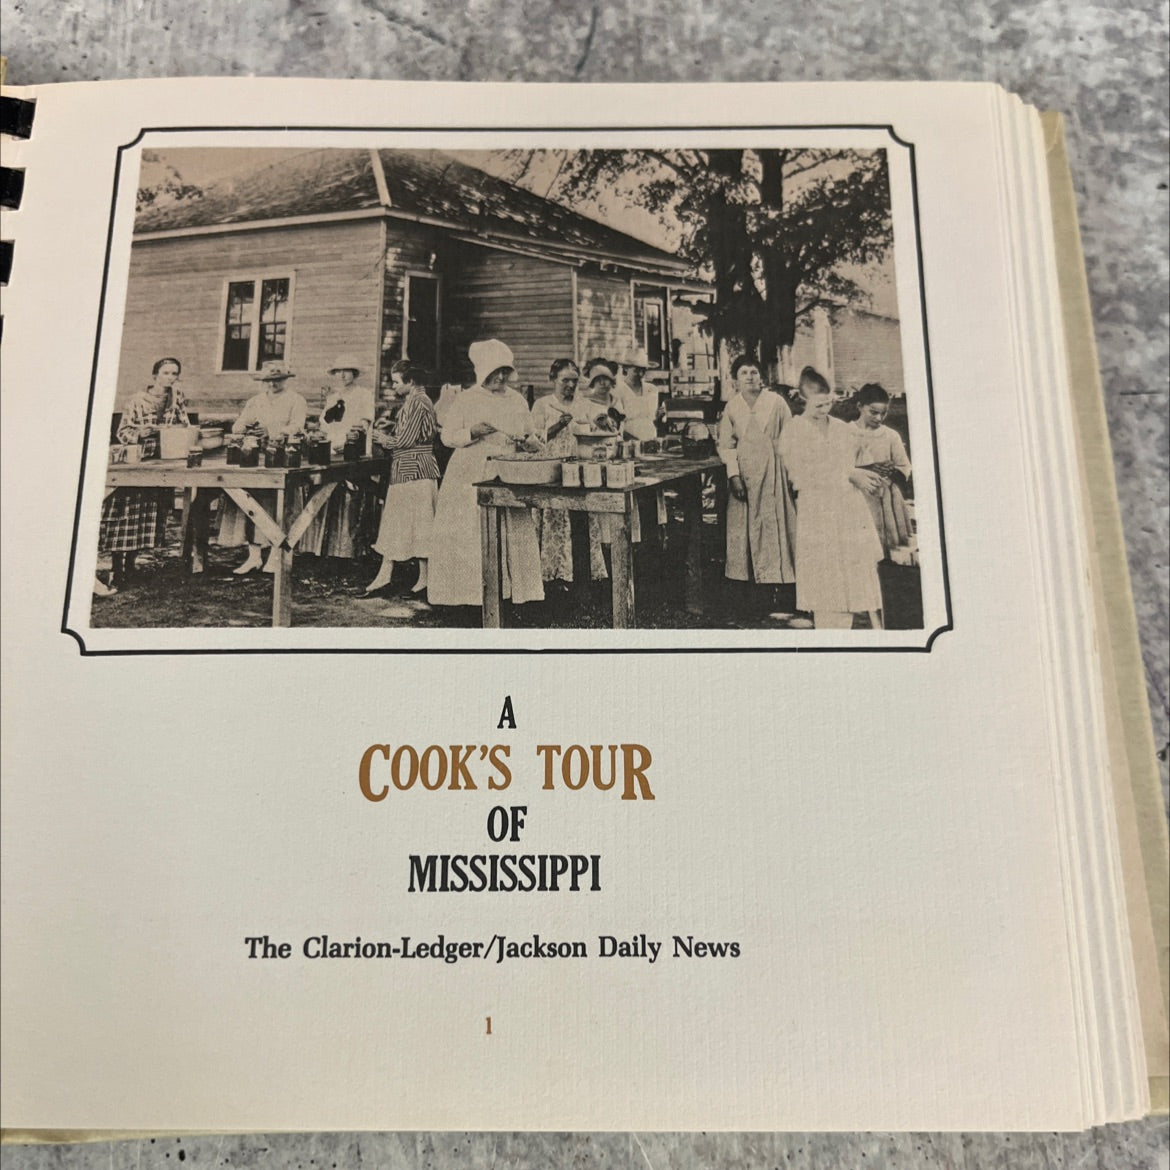 A
COOK'S TOUR
OF
MISSISSIPPI
The Clarion-Ledger/Jackson Daily News
1